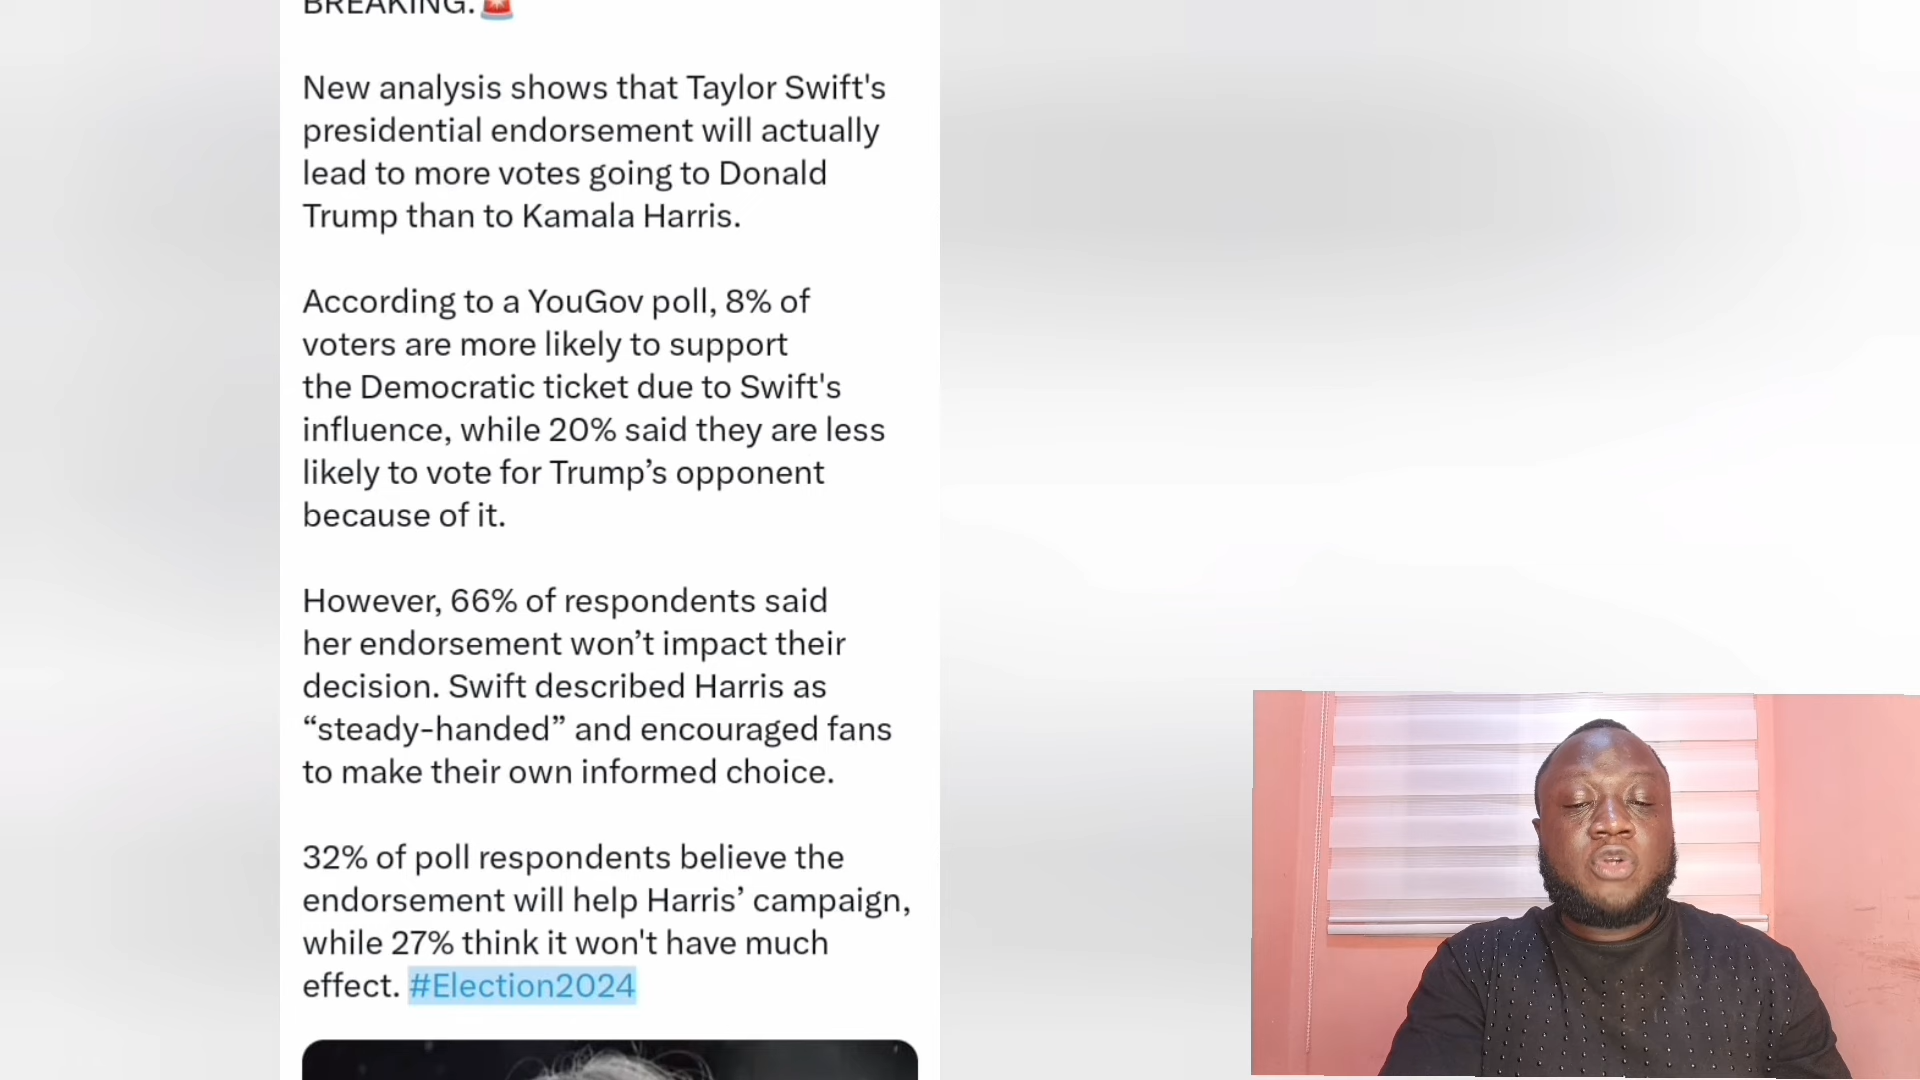 BREAKING.🚨
New analysis shows that Taylor Swift's
presidential endorsement will actually
lead to more votes going to Donald
Trump than to Kamala Harris.
According to a YouGov poll, 8% of
voters are more likely to support
the Democratic ticket due to Swift's
influence, while 20% said they are less
likely to vote for Trump’s opponent
because of it.
However, 66% of respondents said
her endorsement won’t impact their
decision. Swift described Harris as
“steady-handed” and encouraged fans
to make their own informed choice.
32% of poll respondents believe the
endorsement will help Harris’ campaign,
while 27% think it won't have much
effect. #Election2024